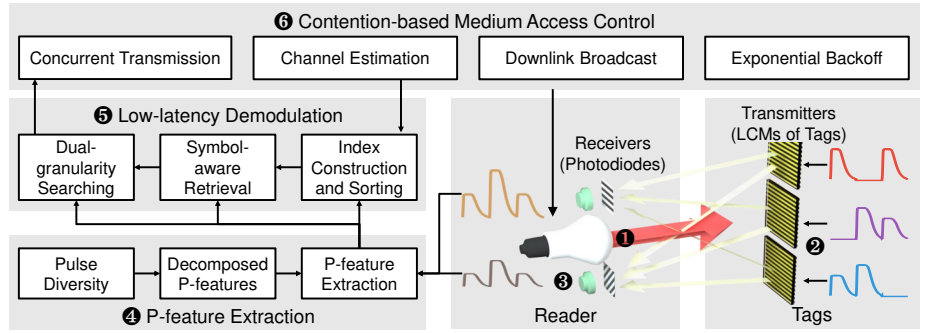 ❻ Contention-based Medium Access Control
Concurrent Transmission
Channel Estimation
Downlink Broadcast
Exponential Backoff
❺ Low-latency Demodulation
Dual-
granularity
Searching
Symbol-
aware
Retrieval
Index
Construction
and Sorting
Pulse
Diversity
Decomposed
P-features
P-feature
Extraction
❹ P-feature Extraction
Receivers
(Photodiodes)
❶
❸
Reader
Transmitters
(LCMs of Tags)
❷
Tags